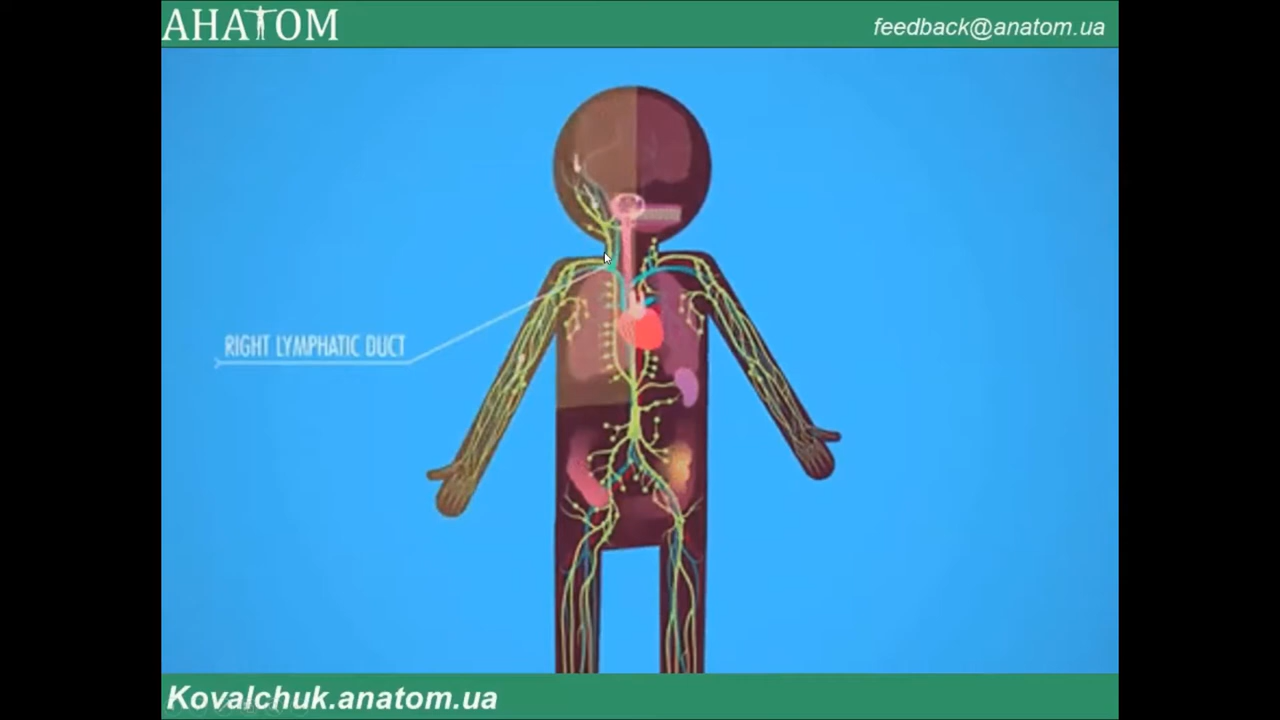 АНАТОМ
feedback@anatom.ua
RIGHT LYMPHATIC DUCT
Kovalchuk.anatom.ua